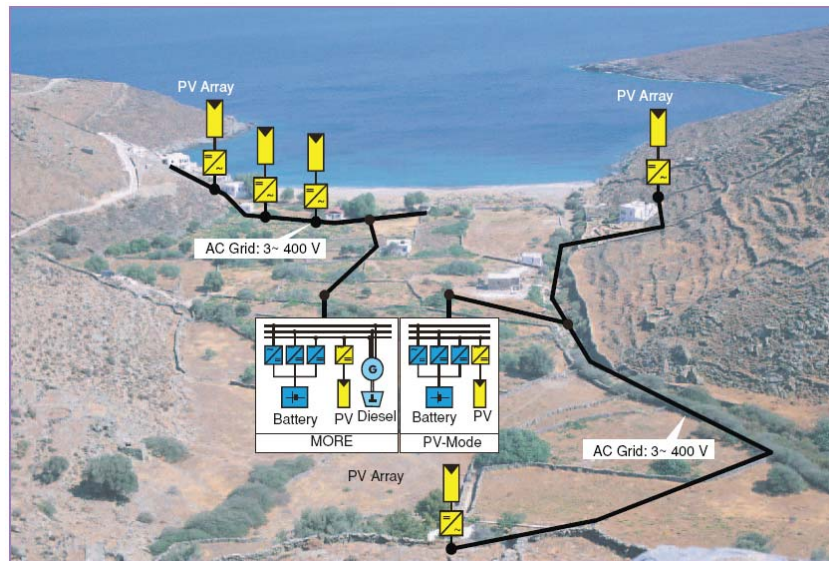 PV Array
PV Array
AC Grid: 3~ 400 V
G
Battery
PV
Diesel
MORE
Battery
PV
PV-Mode
AC Grid: 3~ 400 V
PV Array